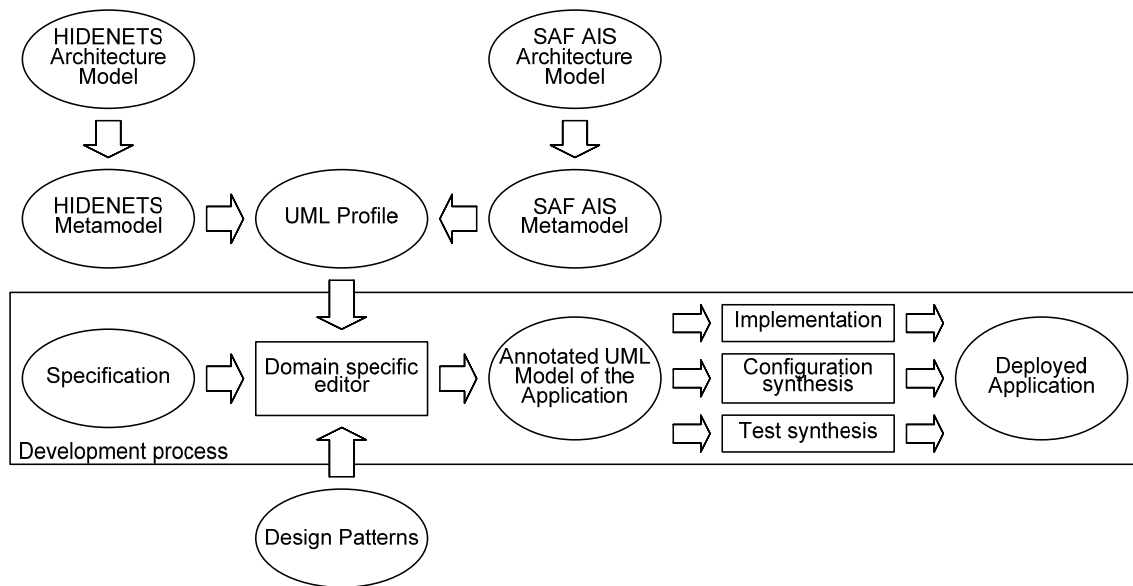 HIDENETS
Architecture
Model
SAF AIS
Architecture
Model
HIDENETS
Metamodel
UML Profile
SAF AIS
Metamodel
Specification
Domain specific
editor
Annotated UML
Model of the
Application
Implementation
Configuration
synthesis
Test synthesis
Deployed
Application
Development process
Design Patterns